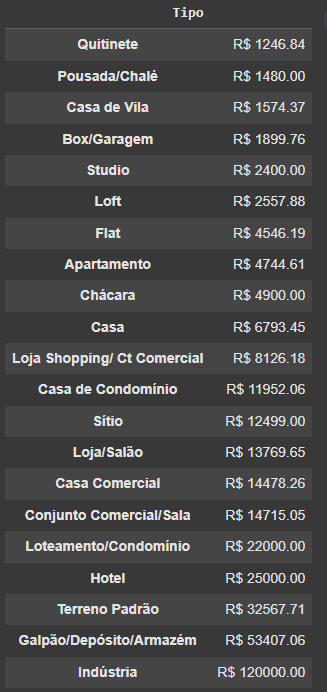 Tipo
Quitinete R$ 1246.84
Pousada/Chalé R$ 1480.00
Casa de Vila R$ 1574.37
Box/Garagem R$ 1899.76
Studio R$ 2400.00
Loft R$ 2557.88
Flat R$ 4546.19
Apartamento R$ 4744.61
Chácara R$ 4900.00
Casa R$ 6793.45
Loja Shopping/ Ct Comercial R$ 8126.18
Casa de Condomínio R$ 11952.06
Sítio R$ 12499.00
Loja/Salão R$ 13769.65
Casa Comercial R$ 14478.26
Conjunto Comercial/Sala R$ 14715.05
Loteamento/Condomínio R$ 22000.00
Hotel R$ 25000.00
Terreno Padrão R$ 32567.71
Galpão/Depósito/Armazém R$ 53407.06
Indústria R$ 120000.00